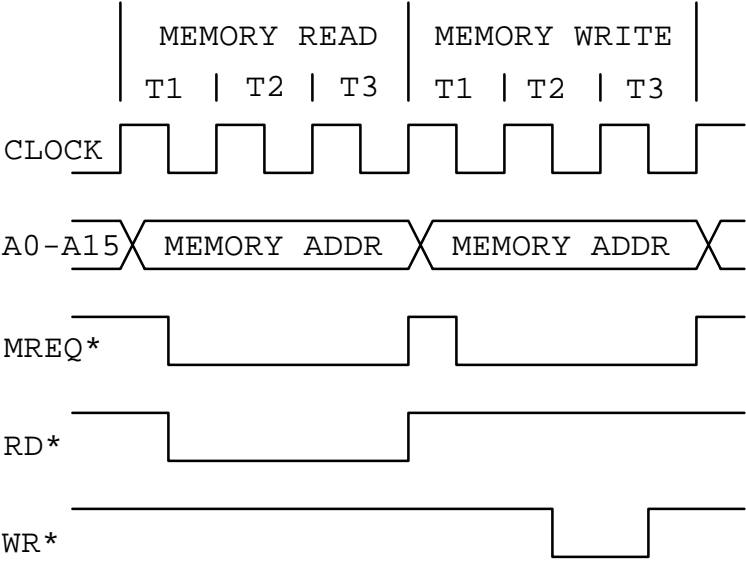 MEMORY READ MEMORY WRITE
T1 T2 T3 T1 T2 T3
CLOCK
A0-A15 MEMORY ADDR MEMORY ADDR
MREQ*
RD*
WR*